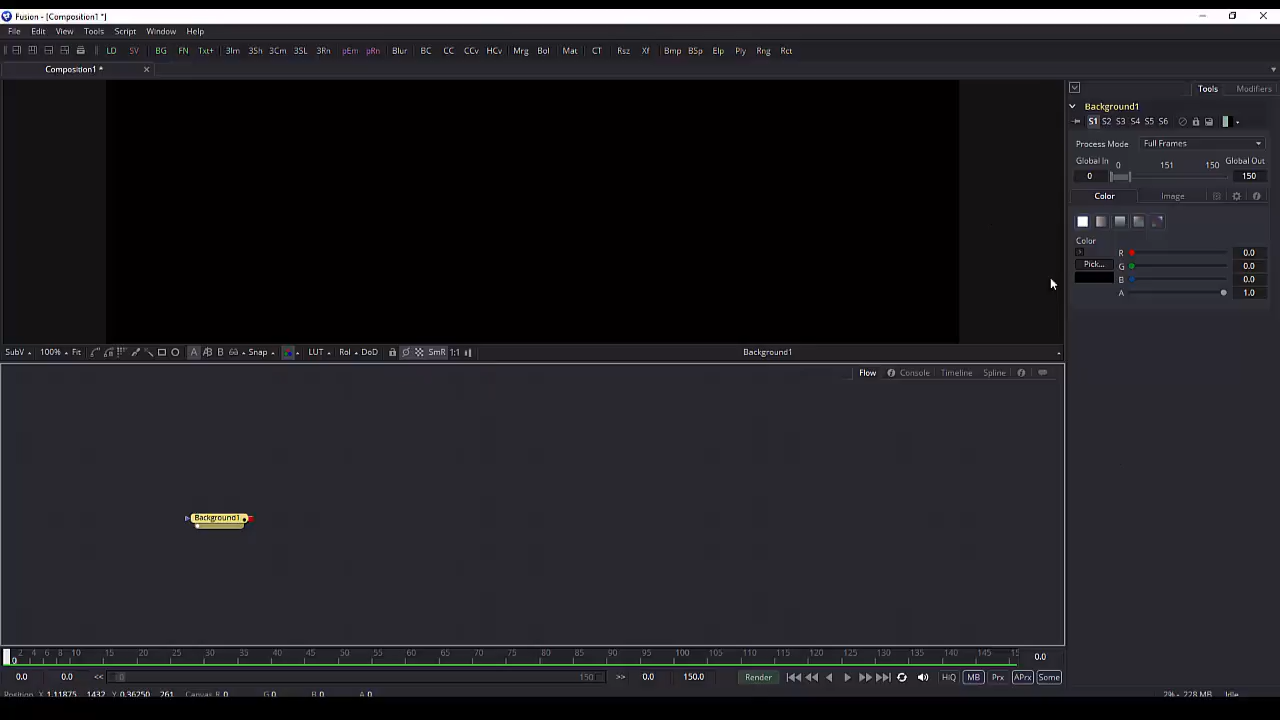 Fusion - [Composition1 *]
File Edit View Tools Script Window Help
LD SV BG FN Txt+ 3Im 3Sh 3Cm 3SL 3Rn pEm pRn Blur BC CC CCv HCv Mrg Bol Mat CT Rsz Xf Bmp BSp Elp Ply Rng Rct
Composition1 *
Tools Modifiers
Background1
S1 S2 S3 S4 S5 S6
Process Mode Full Frames
Global In 0 151 150 Global Out
0 150
Color Image
Color
R 0.0
Pick... G 0.0
B 0.0
A 1.0
SubV 100% Fit A B Snap LUT RoI DoD SmR 1:1 Background1
Flow Console Timeline Spline
Background1
0 2 4 6 8 10 15 20 25 30 35 40 45 50 55 60 65 70 75 80 85 90 95 100 105 110 115 120 125 130 135 140 145 15 0.0
0.0 0.0 << 0 150 >> 0.0 150.0 Render HiQ MB Prx APrx Some
Position X 1.11875 1432 Y 0.36250 261 Canvas R 0 G 0 B 0 A 0 2% - 228 MB Idle